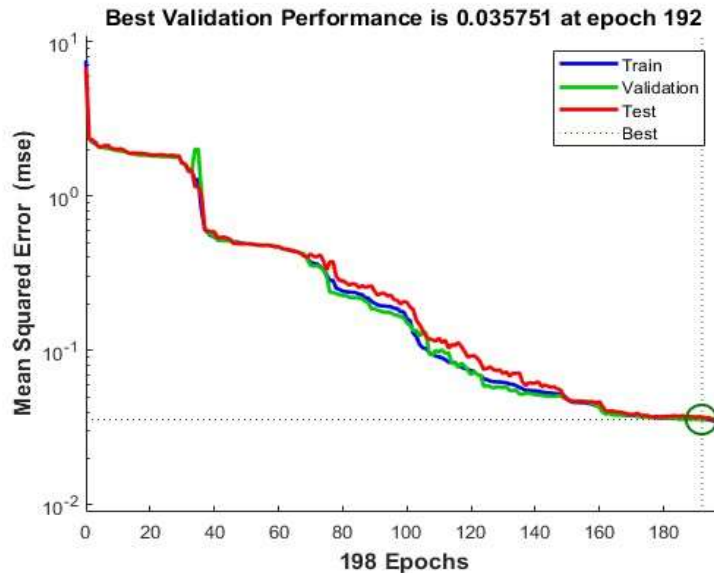 Best Validation Performance is 0.035751 at epoch 192
Mean Squared Error (mse)
10^1
10^0
10^-1
10^-2
Train
Validation
Test
Best
0 20 40 60 80 100 120 140 160 180
198 Epochs